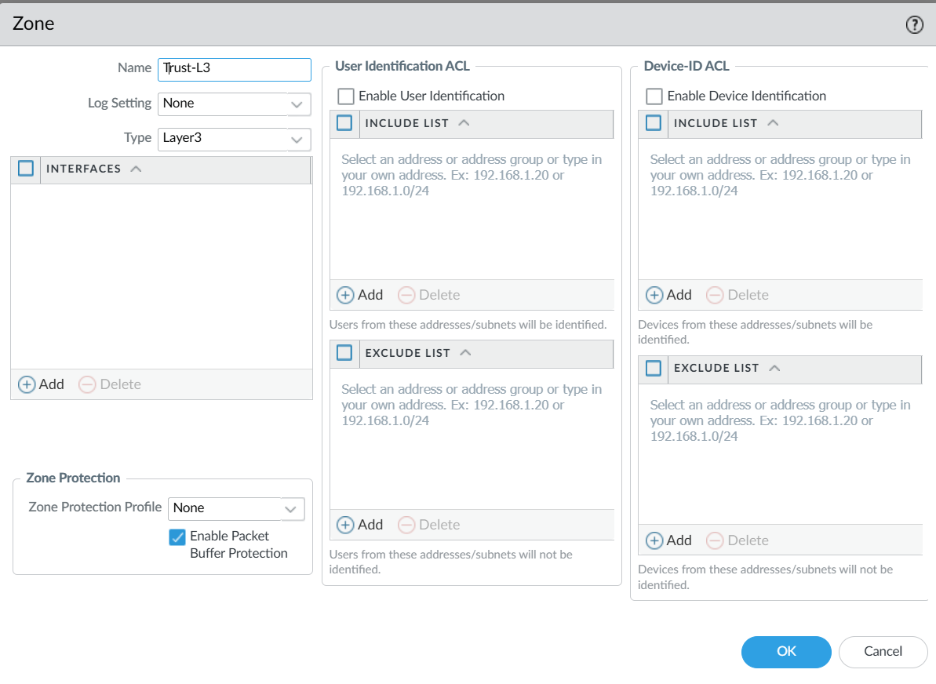 Zone
Name Trust-L3
Log Setting None
Type Layer3
INTERFACES
Add Delete
Zone Protection
Zone Protection Profile None
Enable Packet
Buffer Protection
User Identification ACL
Enable User Identification
INCLUDE LIST
Select an address or address group or type in
your own address. Ex: 192.168.1.20 or
192.168.1.0/24
Add Delete
Users from these addresses/subnets will be identified.
EXCLUDE LIST
Select an address or address group or type in
your own address. Ex: 192.168.1.20 or
192.168.1.0/24
Add Delete
Users from these addresses/subnets will not be
identified.
Device-ID ACL
Enable Device Identification
INCLUDE LIST
Select an address or address group or type in
your own address. Ex: 192.168.1.20 or
192.168.1.0/24
Add Delete
Devices from these addresses/subnets will be
identified.
EXCLUDE LIST
Select an address or address group or type in
your own address. Ex: 192.168.1.20 or
192.168.1.0/24
Add Delete
Devices from these addresses/subnets will not be
identified.
OK Cancel